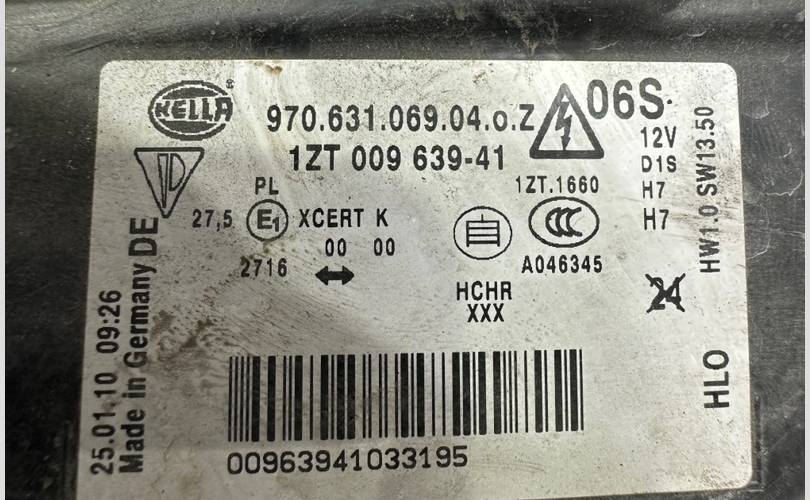 HELLA
®
970.631.069.04.o.Z
06S
1ZT 009 639-41
12V
D1S
H7
H7
PL
1ZT.1660
27,5
E1
XCERT K
CCC
00 00
2716
A046345
HCHR
XXX
24
HW1.0 SW13.50
HLO
25.01.10 09:26
Made in Germany DE
00963941033195